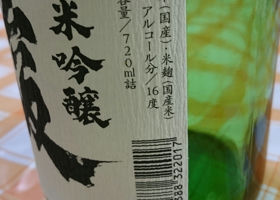 (国産)・米麹(国産米)
アルコール分/16度
容量/720ml詰
米吟醸
388-322017